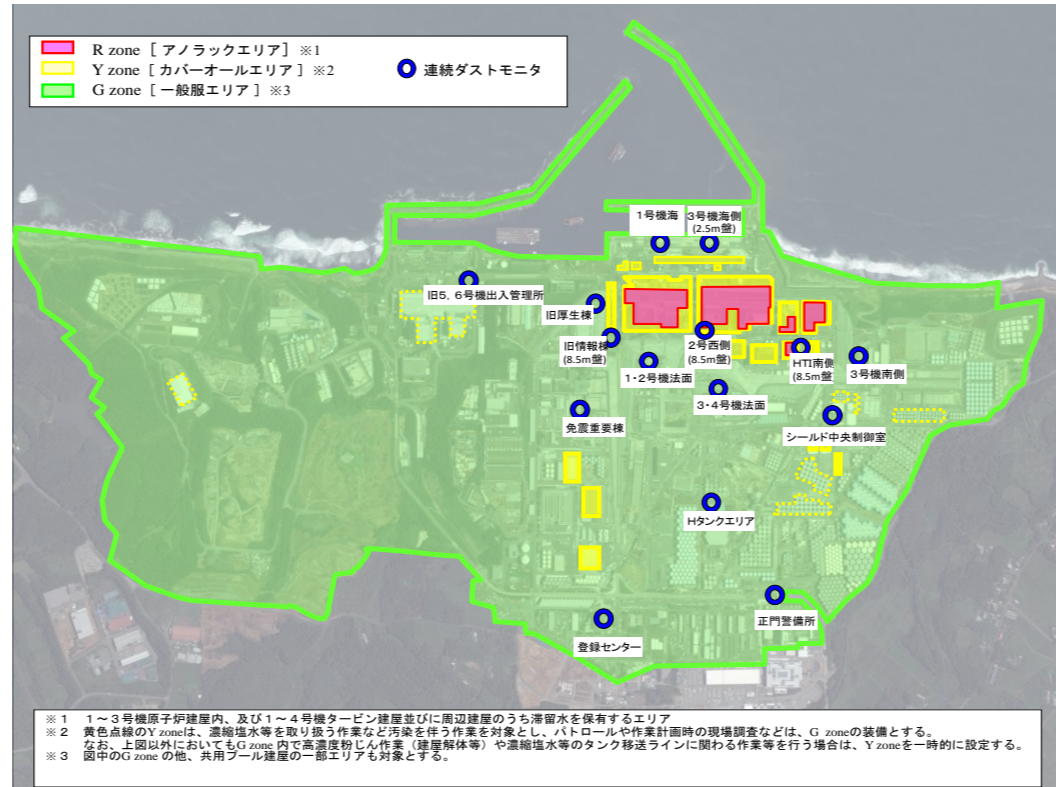 R zone [ アノラックエリア] ※1
Y zone [ カバーオールエリア ] ※2
G zone [ 一般服エリア ] ※3
連続ダストモニタ
1号機海
3号機海側
(2.5m盤)
旧5，6号機出入管理所
旧厚生棟
旧情報棟
(8.5m盤)
2号西側
(8.5m盤)
HTI南側
(8.5m盤
3号機南側
1・2号機法面
3・4号機法面
免震重要棟
シールド中央制御室
Hタンクエリア
正門警備所
登録センター
※1 1～3号機原子炉建屋内、及び1～4号機タービン建屋並びに周辺建屋のうち滞留水を保有するエリア
※2 黄色点線のY zoneは、濃縮塩水等を取り扱う作業など汚染を伴う作業を対象とし、パトロールや作業計画時の現場調査などは、G zoneの装備とする。
なお、上図以外においてもG zone 内で高濃度粉じん作業（建屋解体等）や濃縮塩水等のタンク移送ラインに関わる作業等を行う場合は、Y zoneを一時的に設定する。
※3 図中のG zone の他、共用プール建屋の一部エリアも対象とする。